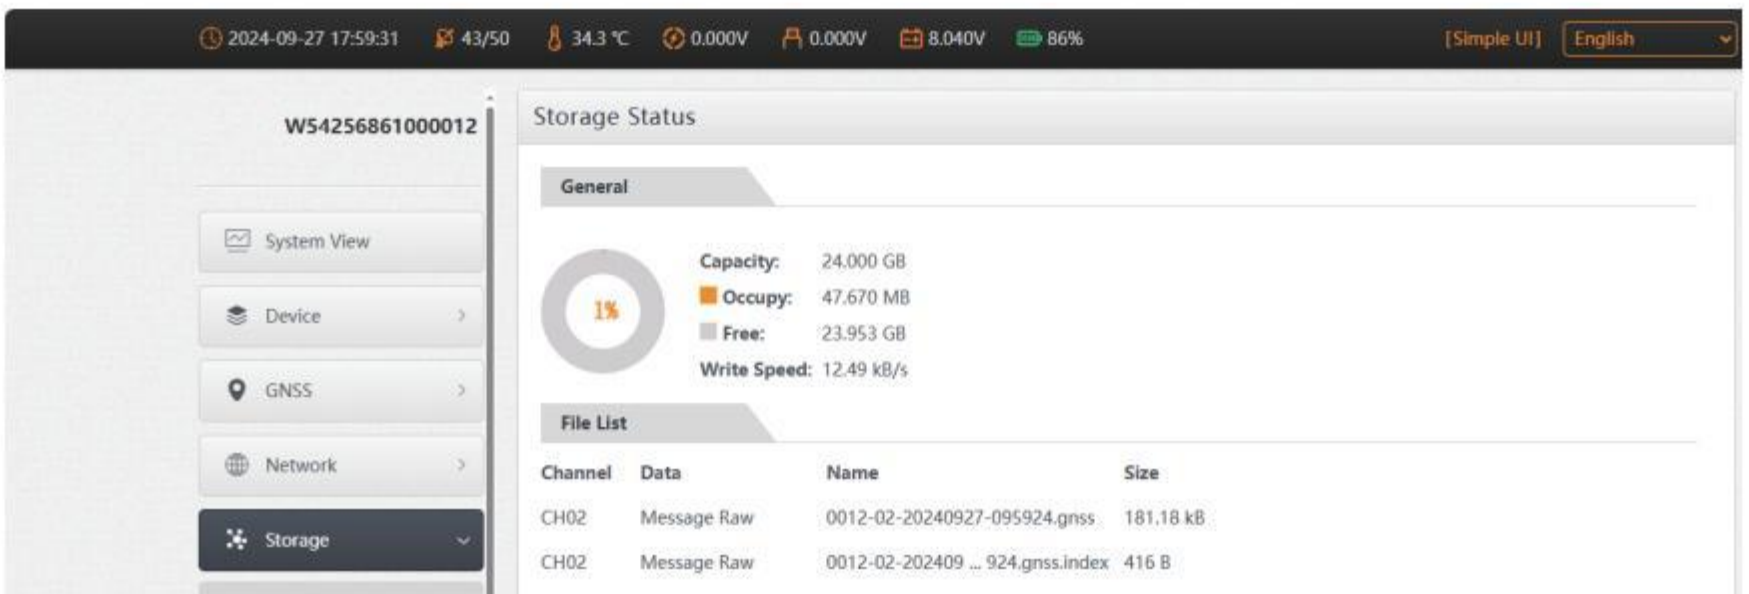 2024-09-27 17:59:31 43/50 34.3 ℃ 0.000V 0.000V 8.040V 86% [Simple UI] English
W54256861000012
System View
Device
GNSS
Network
Storage
Storage Status
General
1%
Capacity: 24.000 GB
Occupy: 47.670 MB
Free: 23.953 GB
Write Speed: 12.49 kB/s
File List
Channel Data Name Size
CH02 Message Raw 0012-02-20240927-095924.gnss 181.18 kB
CH02 Message Raw 0012-02-202409 ... 924.gnss.index 416 B